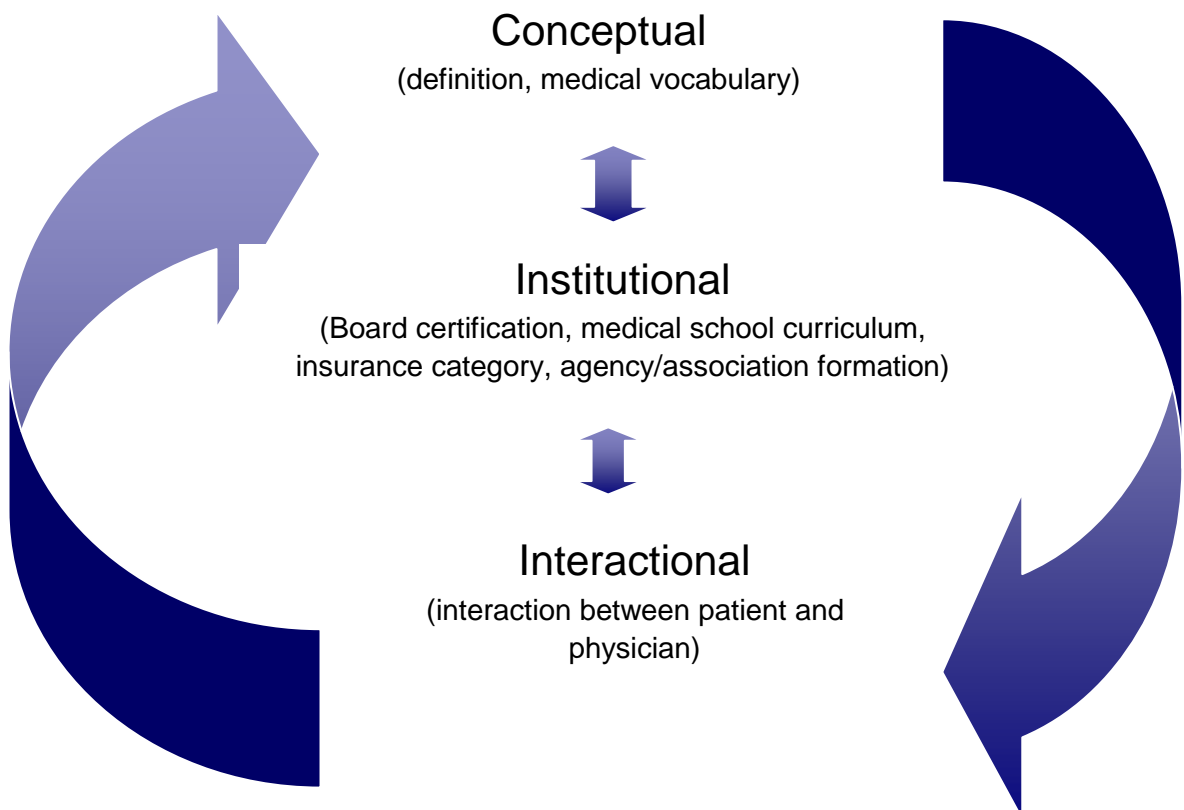 Conceptual
(definition, medical vocabulary)
Institutional
(Board certification, medical school curriculum,
insurance category, agency/association formation)
Interactional
(interaction between patient and
physician)